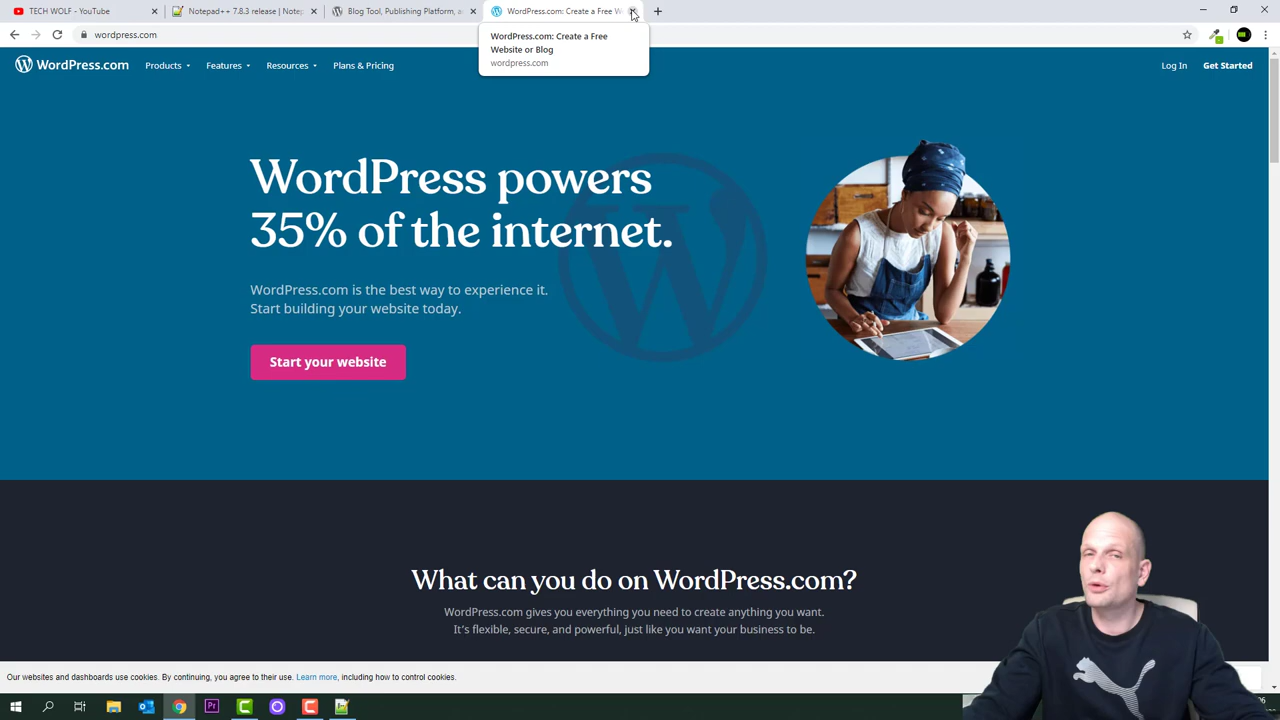 TECH WOLF - YouTube
Notepad++ 7.8.3 release | Note
Blog Tool, Publishing Platform, a
WordPress.com: Create a Free W
wordpress.com
WordPress.com: Create a Free
Website or Blog
wordpress.com
WordPress.com
Products
Features
Resources
Plans & Pricing
Log In
Get Started
WordPress powers
35% of the internet.
WordPress.com is the best way to experience it.
Start building your website today.
Start your website
What can you do on WordPress.com?
WordPress.com gives you everything you need to create anything you want.
It's flexible, secure, and powerful, just like you want your business to be.
Our websites and dashboards use cookies. By continuing, you agree to their use. Learn more, including how to control cookies.
Pr